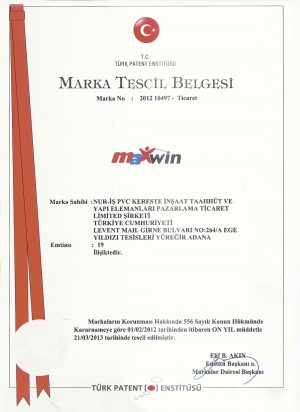 T.C.
TÜRK PATENT ENSTİTÜSÜ
MARKA TESCİL BELGESİ
Marka No : 2012 10497 - Ticaret
maxwin
Marka Sahibi :NUR-İŞ PVC KERESTE İNŞAAT TAAHHÜT VE
YAPI ELEMANLARI PAZARLAMA TİCARET
LİMİTED ŞİRKETİ
TÜRKİYE CUMHURİYETİ
LEVENT MAH. GİRNE BULVARI NO:264/A EGE
YILDIZI TESİSLERİ YÜREĞİR ADANA
Emtiası : 19
İlişiktedir.
Markaların Korunması Hakkında 556 Sayılı Kanun Hükmünde
Kararnameye göre 01/02/2012 tarihinden itibaren ON YIL müddetle
21/03/2013 tarihinde tescil edilmiştir.
Elif B. AKIN
Enstitü Başkanı a.
Markalar Dairesi Başkanı
TÜRK PATENT ENSTİTÜSÜ